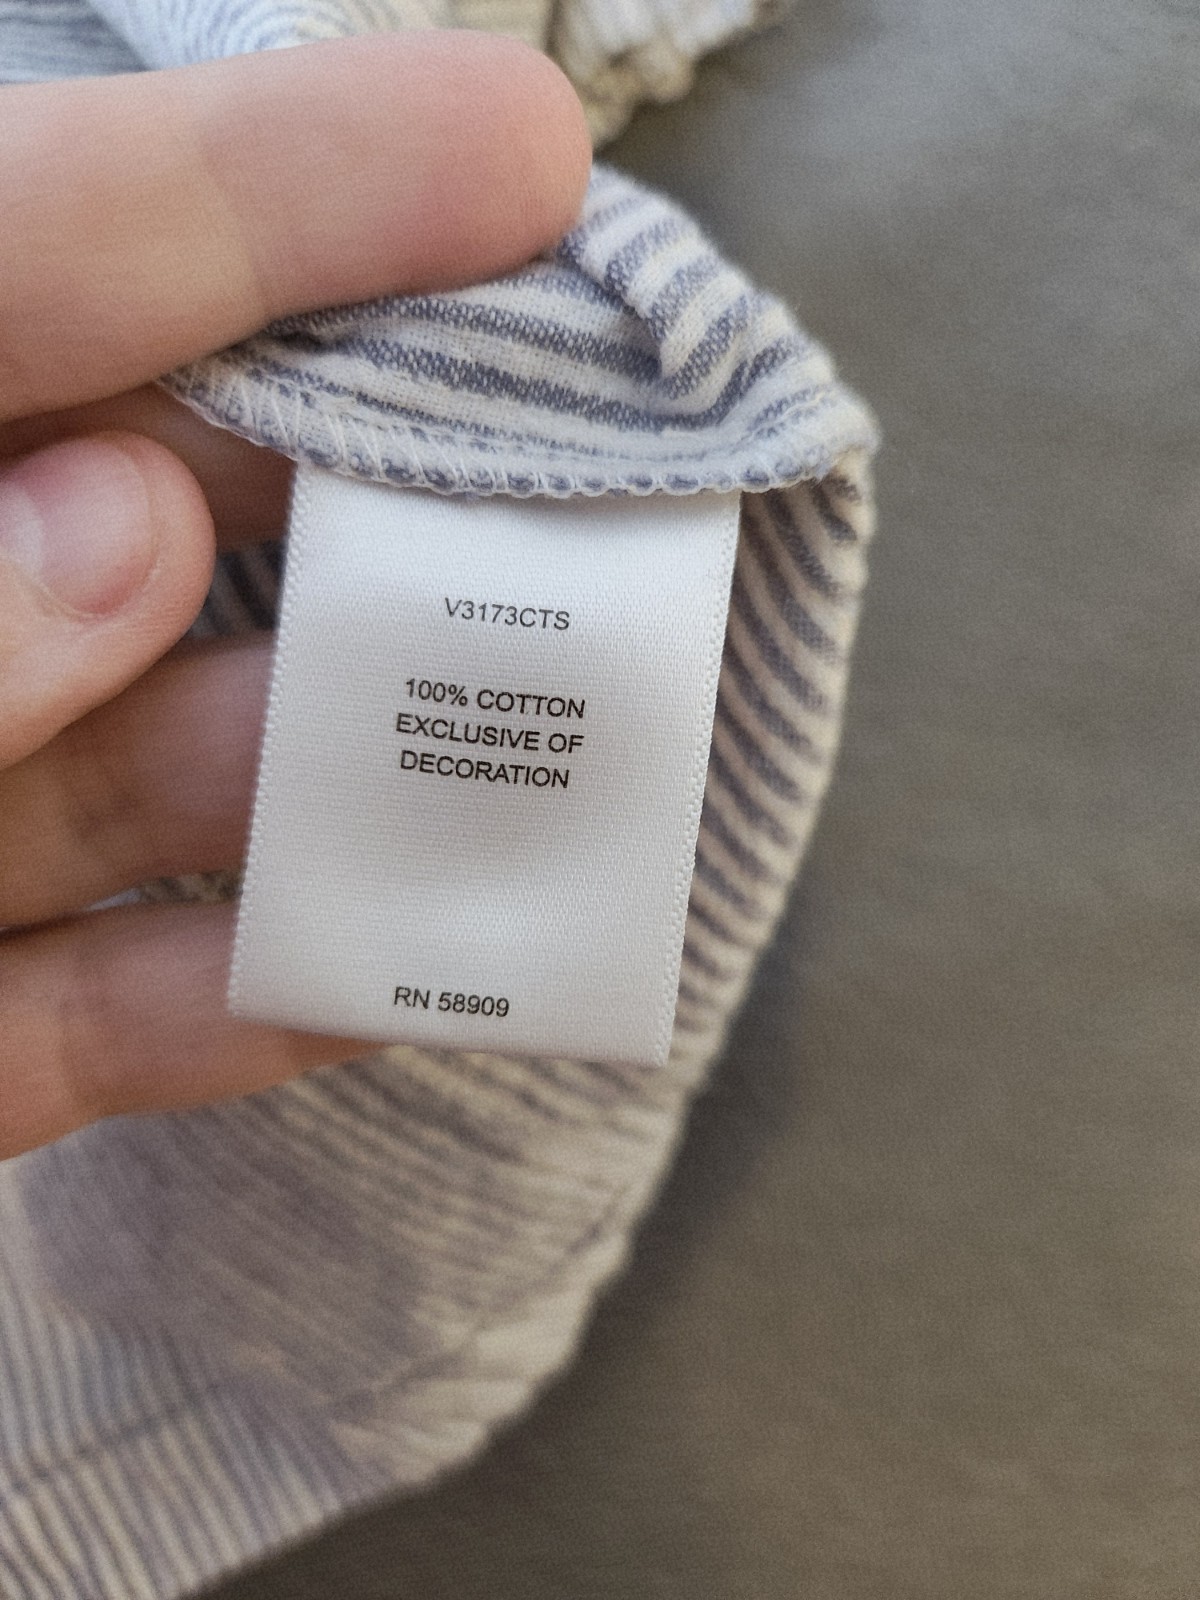 V3173CTS
100% COTTON
EXCLUSIVE OF
DECORATION
RN 58909